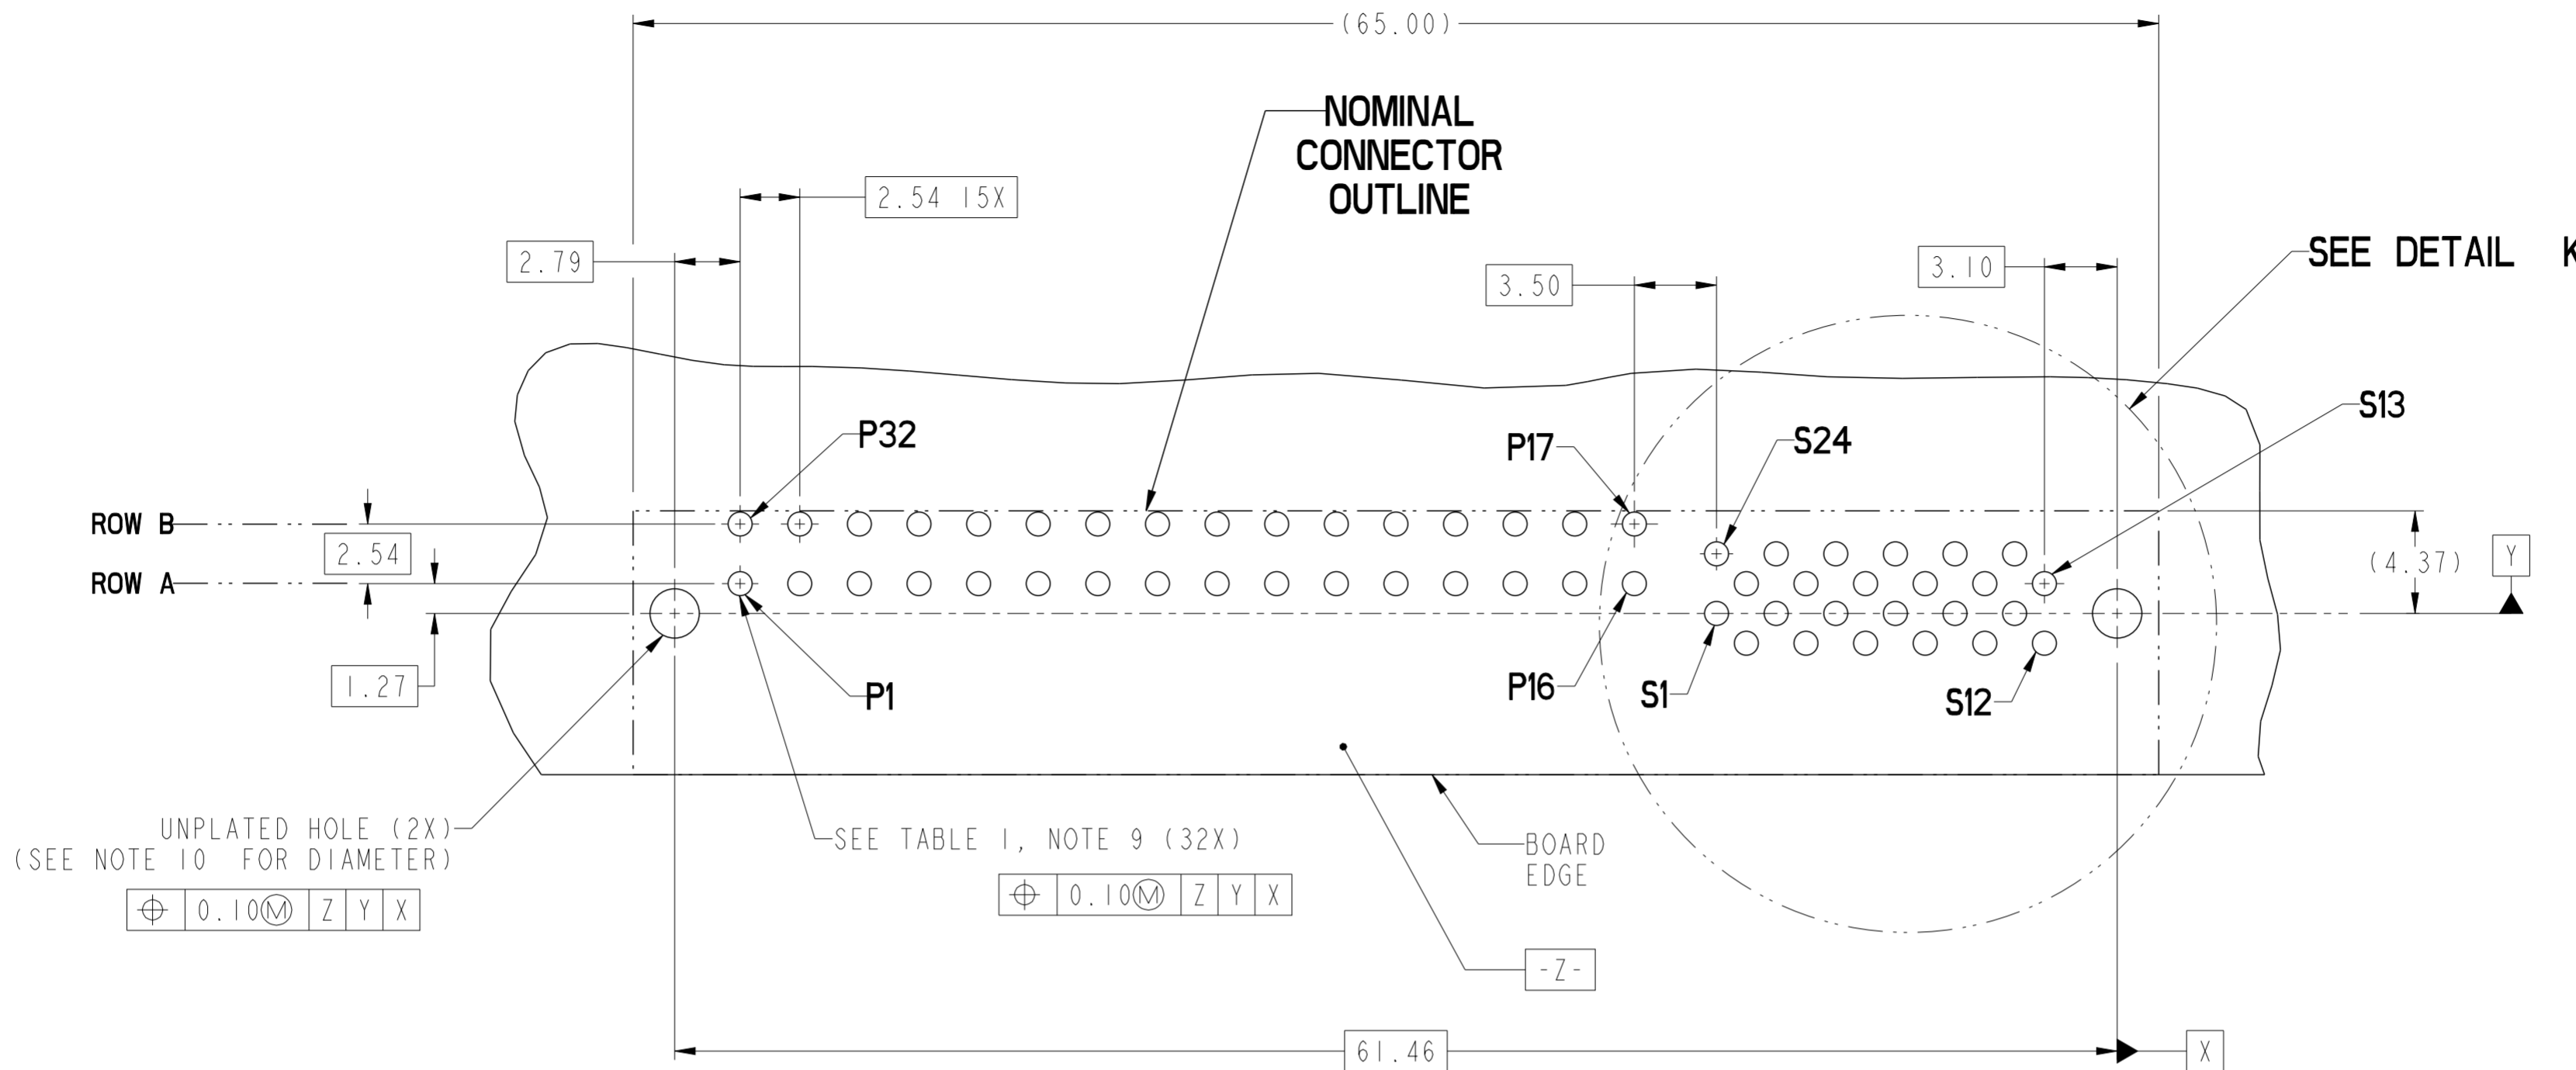 (65.00)
NOMINAL
CONNECTOR
OUTLINE
2.54 15X
2.79
3.50
3.10
SEE DETAIL K
P32
P17
S24
S13
ROW B
2.54
ROW A
(4.37)
Y
1.27
P1
P16
S1
S12
UNPLATED HOLE (2X)
(SEE NOTE 10 FOR DIAMETER)
⌖ 0.10Ⓜ Z Y X
SEE TABLE 1, NOTE 9 (32X)
⌖ 0.10Ⓜ Z Y X
BOARD
EDGE
-Z-
61.46
X